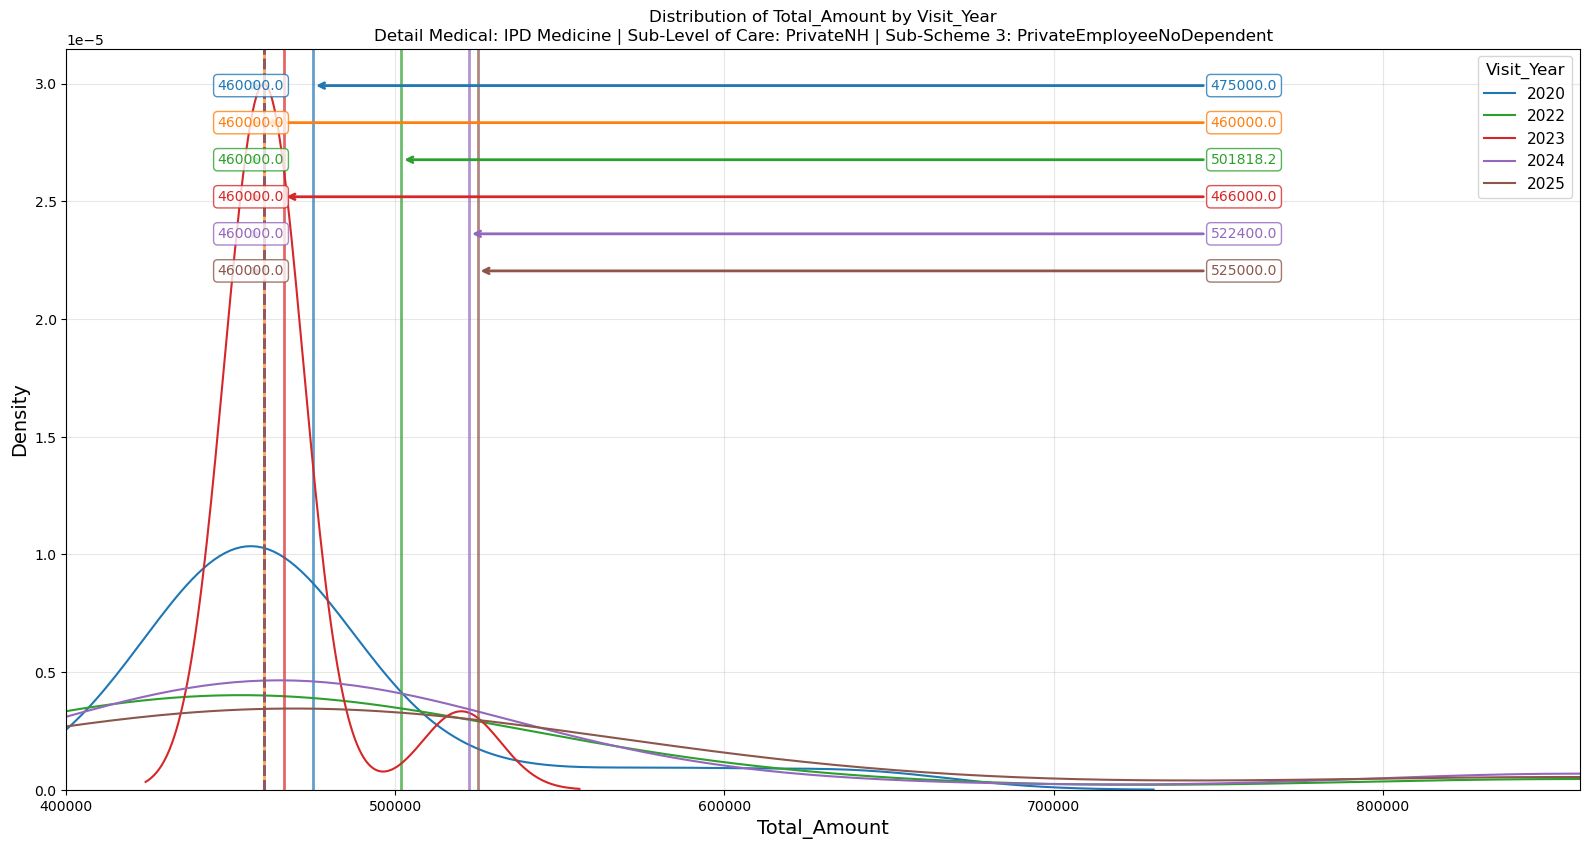 Distribution of Total_Amount by Visit_Year
Detail Medical: IPD Medicine | Sub-Level of Care: PrivateNH | Sub-Scheme 3: PrivateEmployeeNoDependent
1e−5
Visit_Year
2020
2022
2023
2024
2025
460000.0 475000.0
460000.0 460000.0
460000.0 501818.2
460000.0 466000.0
460000.0 522400.0
460000.0 525000.0
3.0
2.5
2.0
1.5
1.0
0.5
0.0
Density
400000 500000 600000 700000 800000
Total_Amount